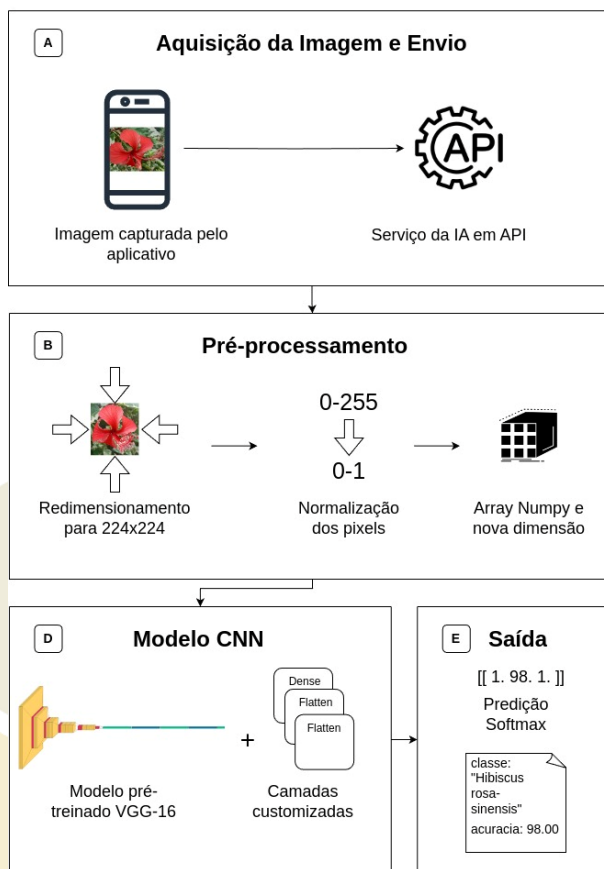 A
Aquisição da Imagem e Envio
API
Imagem capturada pelo
aplicativo
Serviço da IA em API
B
Pré-processamento
0-255
0-1
Redimensionamento
para 224x224
Normalização
dos pixels
Array Numpy e
nova dimensão
D
Modelo CNN
Dense
Flatten
Flatten
+
Modelo pré-
treinado VGG-16
Camadas
customizadas
E
Saída
[[ 1. 98. 1. ]]
Predição
Softmax
classe:
"Hibiscus
rosa-
sinensis"
acuracia: 98.00